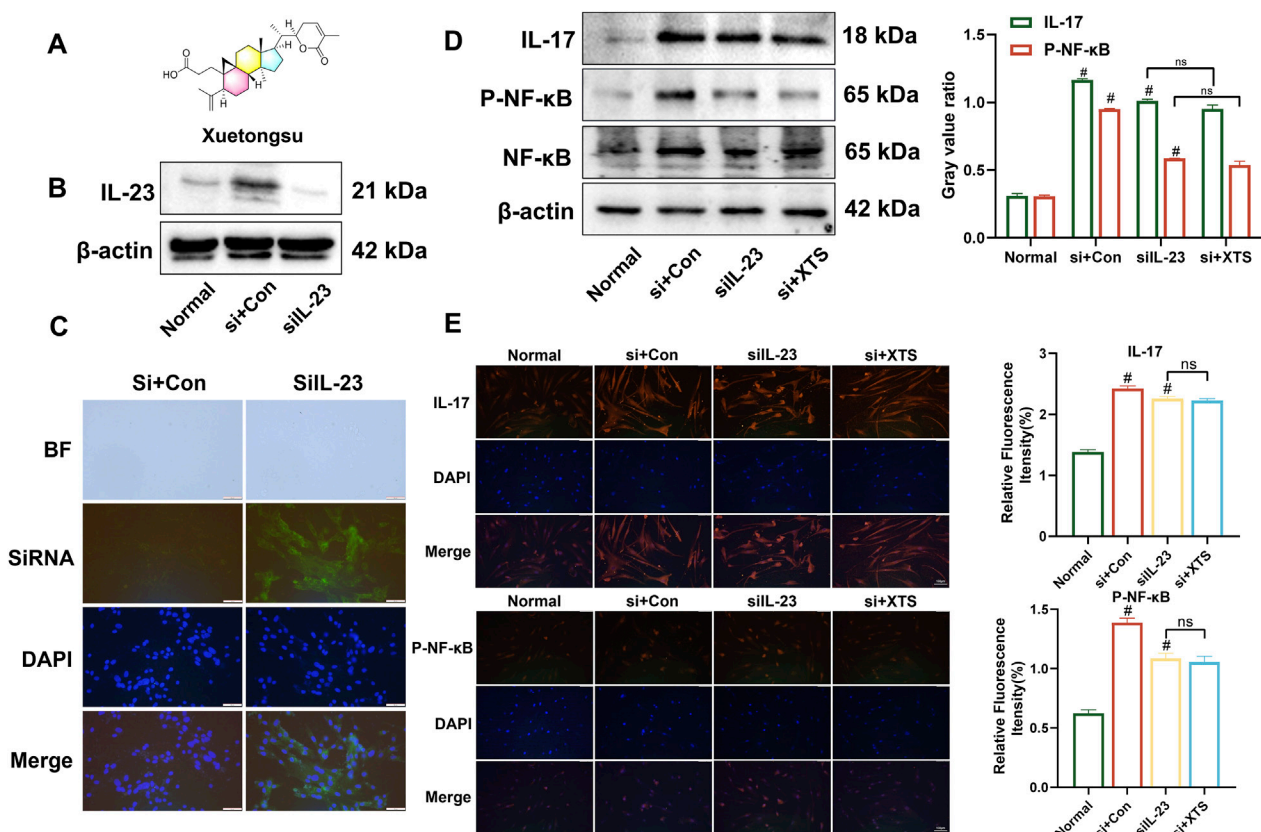 A
HO
O
H
H
H
H
O
O
Xuetongsu
B
IL-23
21 kDa
β-actin
42 kDa
Normal
si+Con
siIL-23
C
Si+Con
SiIL-23
BF
SiRNA
DAPI
Merge
D
IL-17
18 kDa
P-NF-κB
65 kDa
NF-κB
65 kDa
β-actin
42 kDa
Normal
si+Con
siIL-23
si+XTS
IL-17
P-NF-κB
Gray value ratio
1.5
1.0
0.5
0.0
#
#
#
#
ns
ns
Normal
si+Con
siIL-23
si+XTS
E
Normal
si+Con
siIL-23
si+XTS
IL-17
DAPI
Merge
Normal
si+Con
siIL-23
si+XTS
P-NF-κB
DAPI
Merge
IL-17
Relative Fluorescence
Itensity(%)
3
2
1
0
#
#
ns
Normal
si+Con
siIL-23
si+XTS
P-NF-κB
Relative Fluorescence
Itensity(%)
1.5
1.0
0.5
0.0
#
#
ns
Normal
si+Con
siIL-23
si+XTS